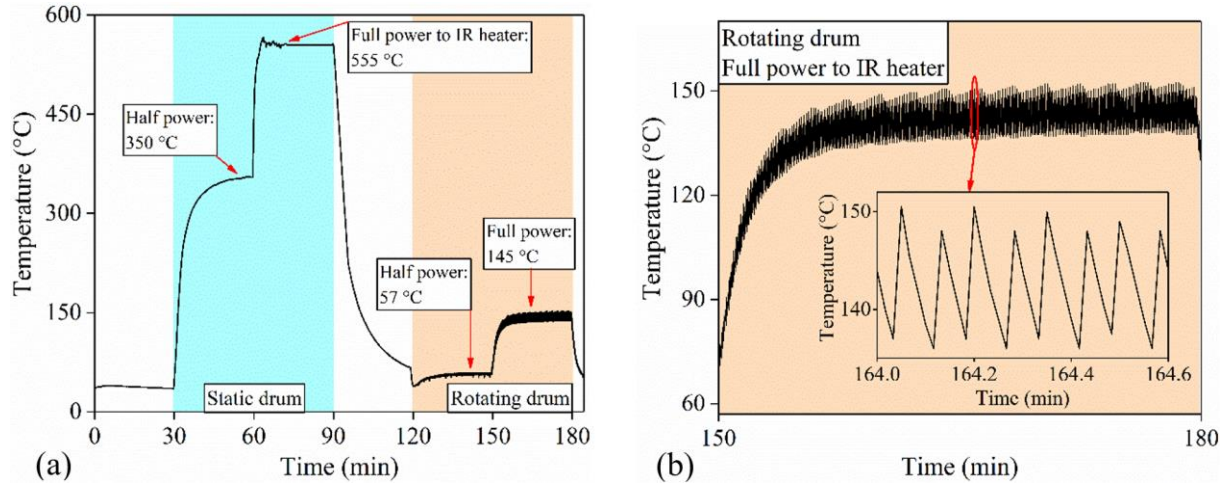 600
450
300
150
0
Temperature (°C)
Full power to IR heater:
555 °C
Half power:
350 °C
Full power:
145 °C
Half power:
57 °C
Static drum
Rotating drum
0
30
60
90
120
150
180
Time (min)
(a)
Rotating drum
Full power to IR heater
150
120
90
60
Temperature (°C)
150
140
Temperature (°C)
164.0
164.2
164.4
164.6
Time (min)
150
180
Time (min)
(b)